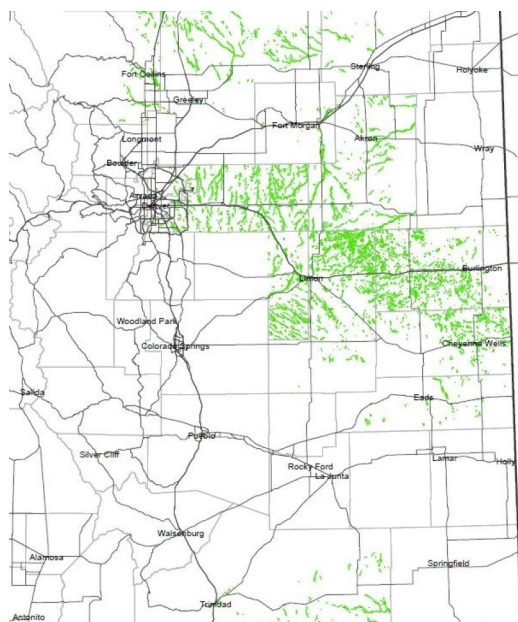 Sterling
Holyoke
Fort Collins
Greeley
Fort Morgan
Longmont
Akron
Wray
Boulder
Arvada
Denver
Limon
Burlington
Woodland Park
Colorado Springs
Cheyenne Wells
Salida
Eads
Pueblo
Silver Cliff
Rocky Ford
Lamar
Holly
La Junta
Walsenburg
Alamosa
Springfield
Trinidad
Antonito